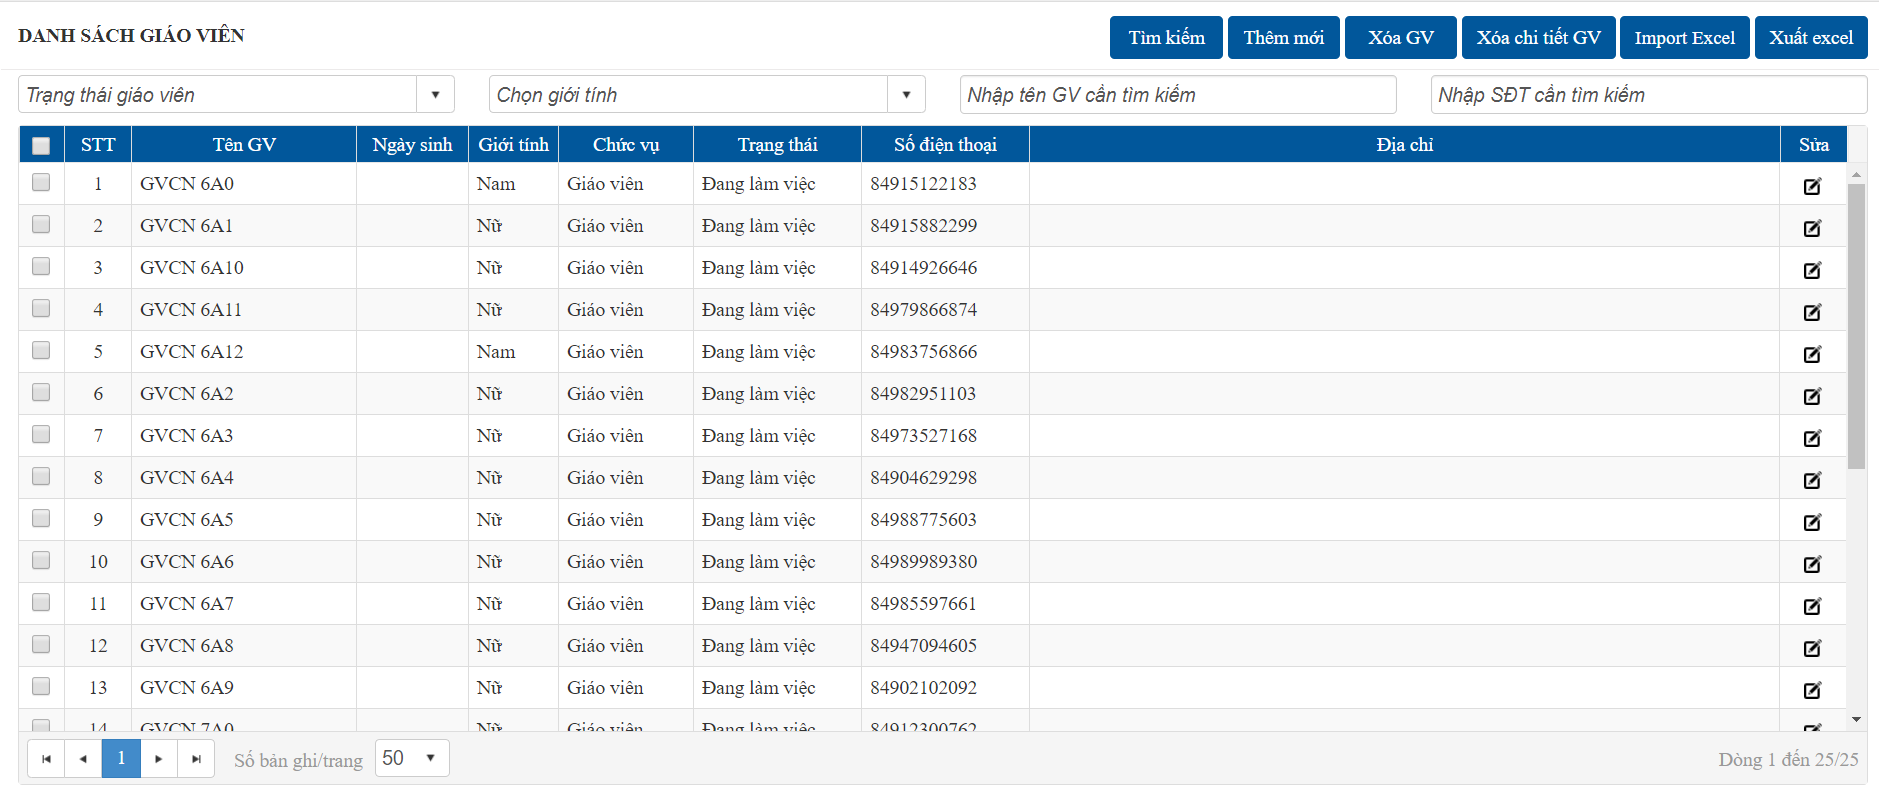 DANH SÁCH GIÁO VIÊN
Tìm kiếm Thêm mới Xóa GV Xóa chi tiết GV Import Excel Xuất excel
Trạng thái giáo viên Chọn giới tính Nhập tên GV cần tìm kiếm Nhập SĐT cần tìm kiếm
STT Tên GV Ngày sinh Giới tính Chức vụ Trạng thái Số điện thoại Địa chỉ Sửa
1 GVCN 6A0 Nam Giáo viên Đang làm việc 84915122183
2 GVCN 6A1 Nữ Giáo viên Đang làm việc 84915882299
3 GVCN 6A10 Nữ Giáo viên Đang làm việc 84914926646
4 GVCN 6A11 Nữ Giáo viên Đang làm việc 84979866874
5 GVCN 6A12 Nam Giáo viên Đang làm việc 84983756866
6 GVCN 6A2 Nữ Giáo viên Đang làm việc 84982951103
7 GVCN 6A3 Nữ Giáo viên Đang làm việc 84973527168
8 GVCN 6A4 Nữ Giáo viên Đang làm việc 84904629298
9 GVCN 6A5 Nữ Giáo viên Đang làm việc 84988775603
10 GVCN 6A6 Nữ Giáo viên Đang làm việc 84989989380
11 GVCN 6A7 Nữ Giáo viên Đang làm việc 84985597661
12 GVCN 6A8 Nữ Giáo viên Đang làm việc 84947094605
13 GVCN 6A9 Nữ Giáo viên Đang làm việc 84902102092
14 GVCN 7A0 Nữ Giáo viên Đang làm việc 84912300762
1 Số bản ghi/trang 50 Dòng 1 đến 25/25